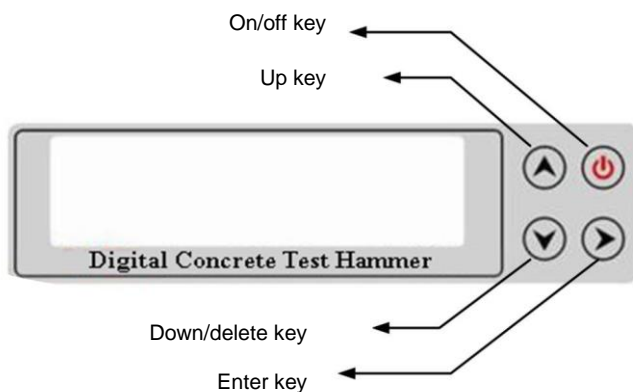 On/off key
Up key
Digital Concrete Test Hammer
Down/delete key
Enter key